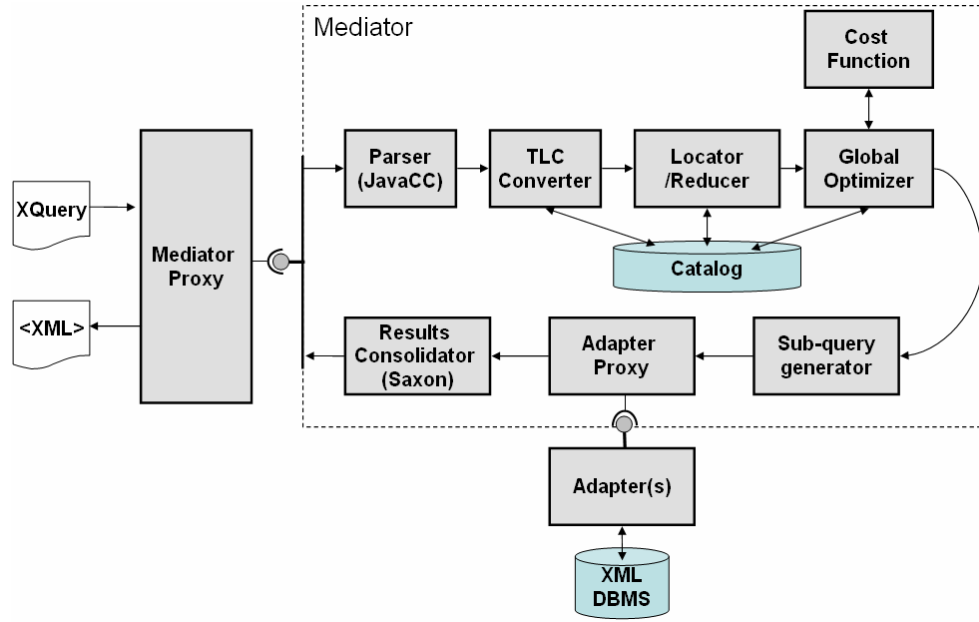 Mediator
Cost
Function
Parser
(JavaCC)
TLC
Converter
Locator
/Reducer
Global
Optimizer
XQuery
Mediator
Proxy
Catalog
<XML>
Results
Consolidator
(Saxon)
Adapter
Proxy
Sub-query
generator
Adapter(s)
XML
DBMS